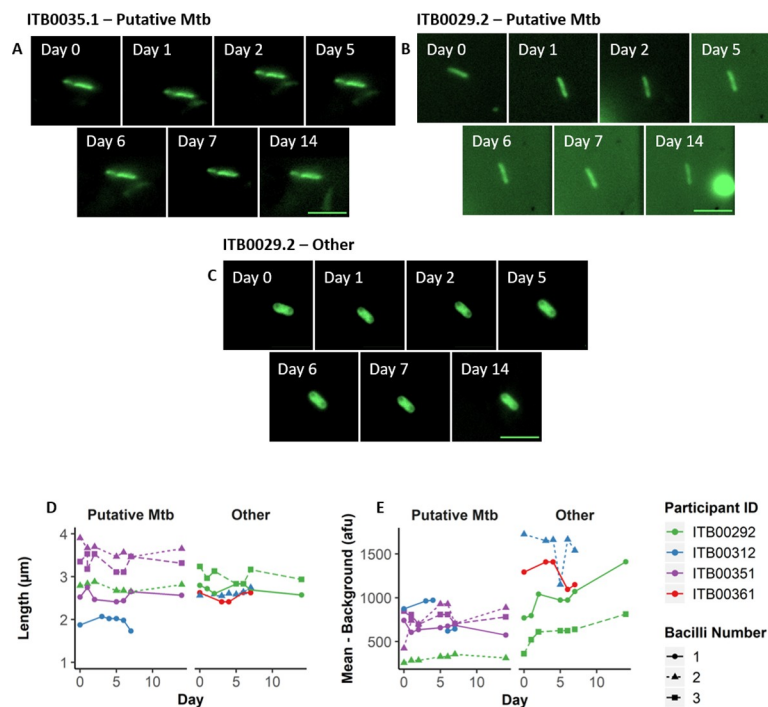 ITB0035.1 – Putative Mtb
ITB0029.2 – Putative Mtb
A
Day 0
Day 1
Day 2
Day 5
Day 6
Day 7
Day 14
B
Day 0
Day 1
Day 2
Day 5
Day 6
Day 7
Day 14
ITB0029.2 – Other
C
Day 0
Day 1
Day 2
Day 5
Day 6
Day 7
Day 14
D
Putative Mtb
Other
Length (µm)
4
3
2
1
0 5 10 0 5 10
Day
E
Putative Mtb
Other
Mean - Background (afu)
1500
1000
500
0 5 10 0 5 10
Day
Participant ID
ITB00292
ITB00312
ITB00351
ITB00361
Bacilli Number
1
2
3